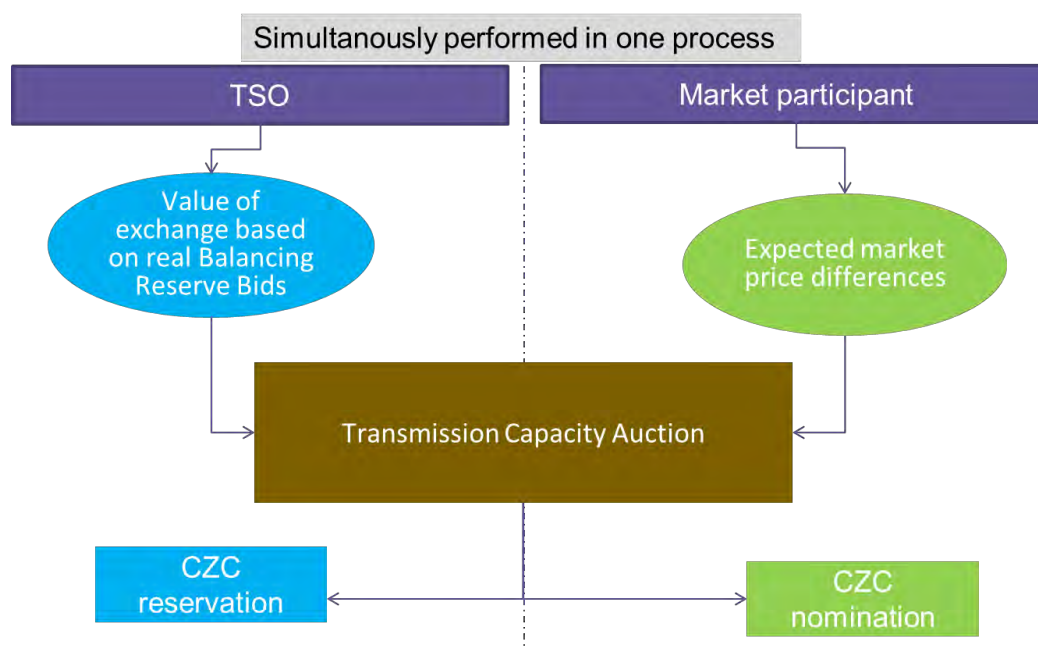 Simultanously performed in one process
TSO
Market participant
Value of
exchange based
on real Balancing
Reserve Bids
Expected market
price differences
Transmission Capacity Auction
CZC
reservation
CZC
nomination